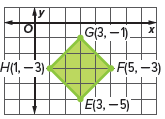 y
O
x
G(3, −1)
H(1, −3)
F(5, −3)
E(3, −5)